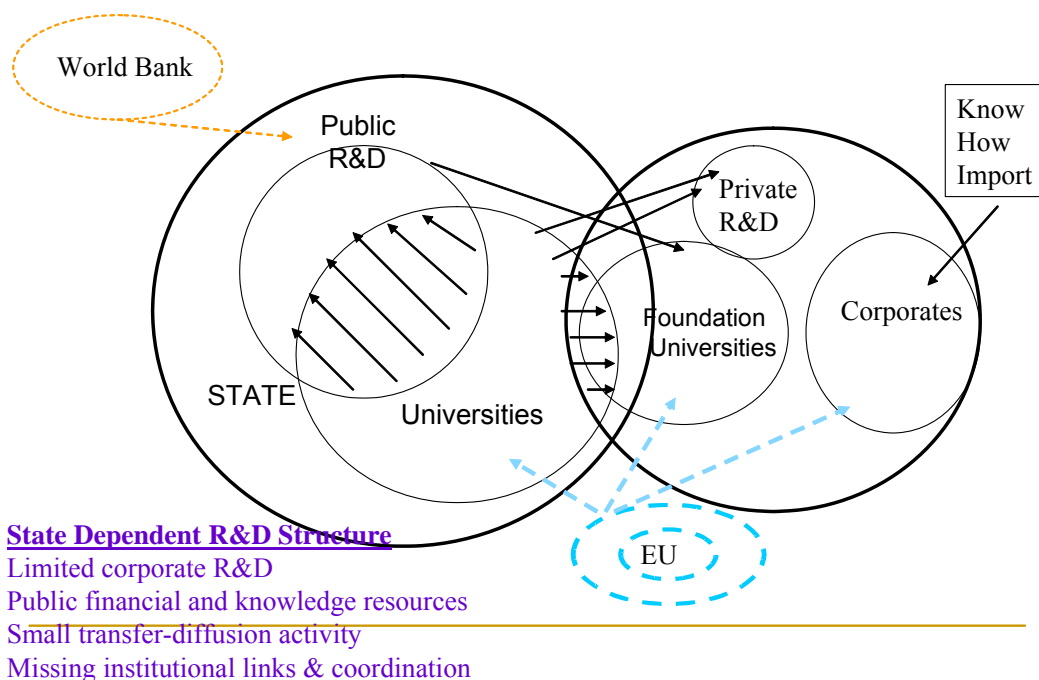 World Bank
Public
R&D
Know
How
Import
Private
R&D
Foundation
Universities
Corporates
STATE
Universities
EU
State Dependent R&D Structure
Limited corporate R&D
Public financial and knowledge resources
Small transfer-diffusion activity
Missing institutional links & coordination